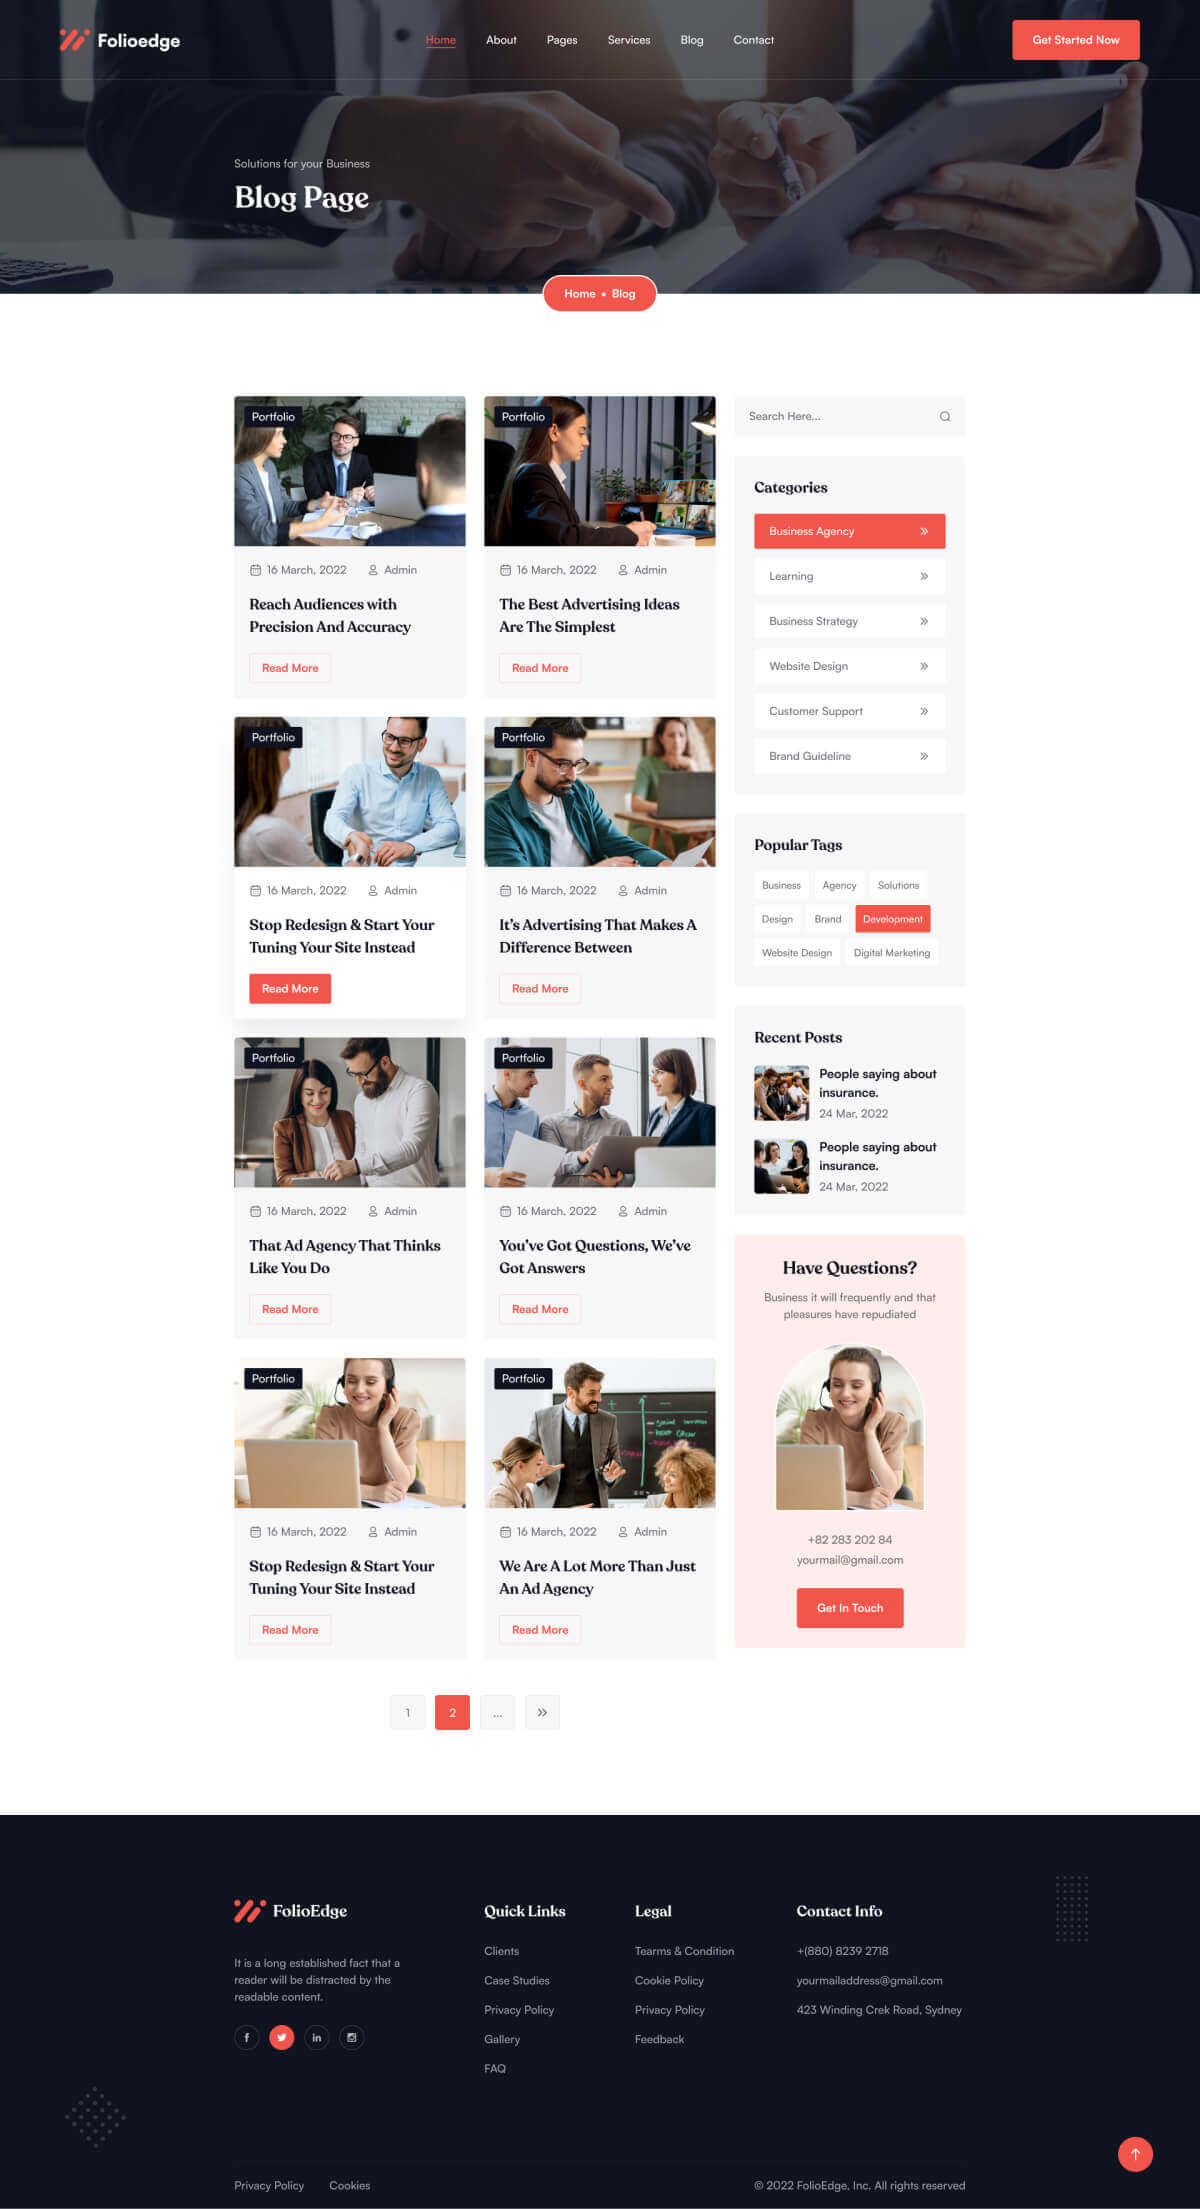 Folioedge
Home
About
Pages
Services
Blog
Contact
Get Started Now
Solutions for your Business
Blog Page
Home • Blog
Portfolio
16 March, 2022
Admin
Reach Audiences with
Precision And Accuracy
Read More
Portfolio
16 March, 2022
Admin
The Best Advertising Ideas
Are The Simplest
Read More
Portfolio
16 March, 2022
Admin
Stop Redesign & Start Your
Tuning Your Site Instead
Read More
Portfolio
16 March, 2022
Admin
It's Advertising That Makes A
Difference Between
Read More
Portfolio
16 March, 2022
Admin
That Ad Agency That Thinks
Like You Do
Read More
Portfolio
16 March, 2022
Admin
You've Got Questions, We've
Got Answers
Read More
Portfolio
16 March, 2022
Admin
Stop Redesign & Start Your
Tuning Your Site Instead
Read More
Portfolio
16 March, 2022
Admin
We Are A Lot More Than Just
An Ad Agency
Read More
1
2
...
»
Search Here...
Categories
Business Agency »
Learning »
Business Strategy »
Website Design »
Customer Support »
Brand Guideline »
Popular Tags
Business
Agency
Solutions
Design
Brand
Development
Website Design
Digital Marketing
Recent Posts
People saying about
insurance.
24 Mar, 2022
People saying about
insurance.
24 Mar, 2022
Have Questions?
Business it will frequently and that
pleasures have repudiated
+82 283 202 84
yourmail@gmail.com
Get In Touch
FolioEdge
It is a long established fact that a
reader will be distracted by the
readable content.
Quick Links
Clients
Case Studies
Privacy Policy
Gallery
FAQ
Legal
Tearms & Condition
Cookie Policy
Privacy Policy
Feedback
Contact Info
+(880) 8239 2718
yourmailaddress@gmail.com
423 Winding Crek Road, Sydney
Privacy Policy
Cookies
© 2022 FolioEdge, Inc. All rights reserved